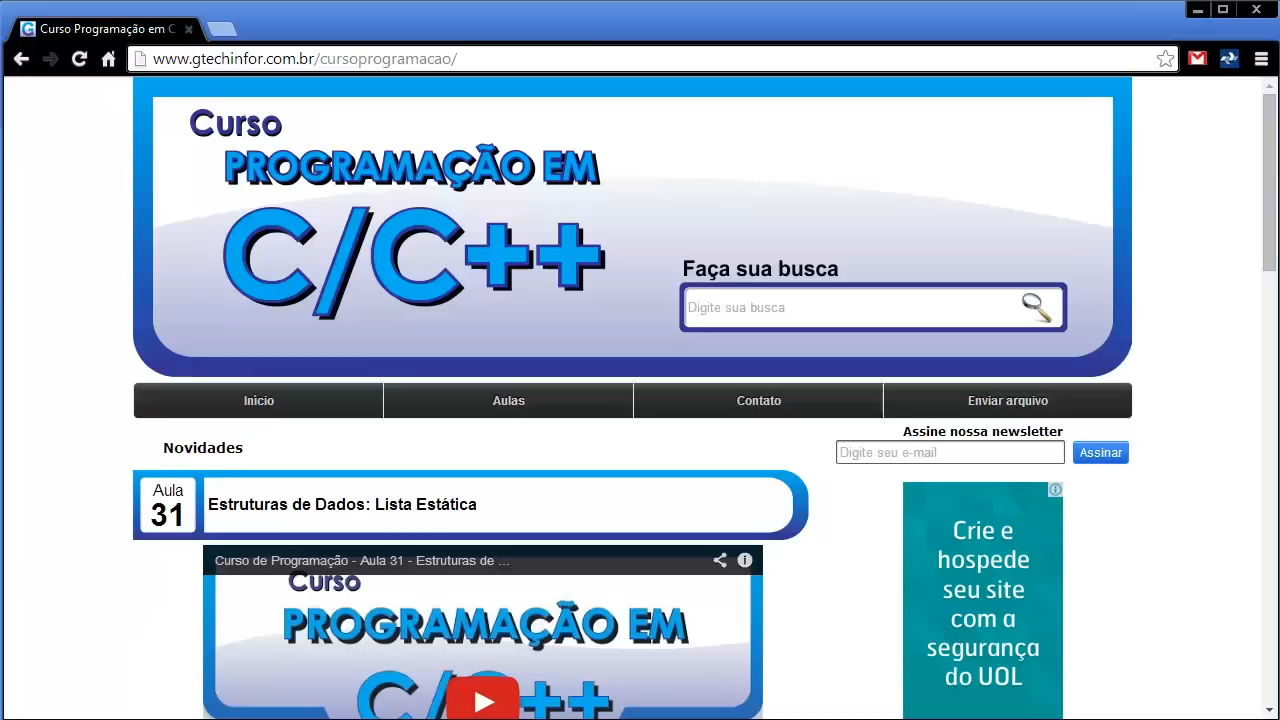 Curso Programação em C
www.gtechinfor.com.br/cursoprogramacao/
Curso
PROGRAMAÇÃO EM
C/C++
Faça sua busca
Digite sua busca
Início
Aulas
Contato
Enviar arquivo
Assine nossa newsletter
Novidades
Digite seu e-mail
Assinar
Aula
31
Estruturas de Dados: Lista Estática
Curso de Programação - Aula 31 - Estruturas de ...
Curso
PROGRAMAÇÃO EM
C/C++
Crie e
hospede
seu site
com a
segurança
do UOL